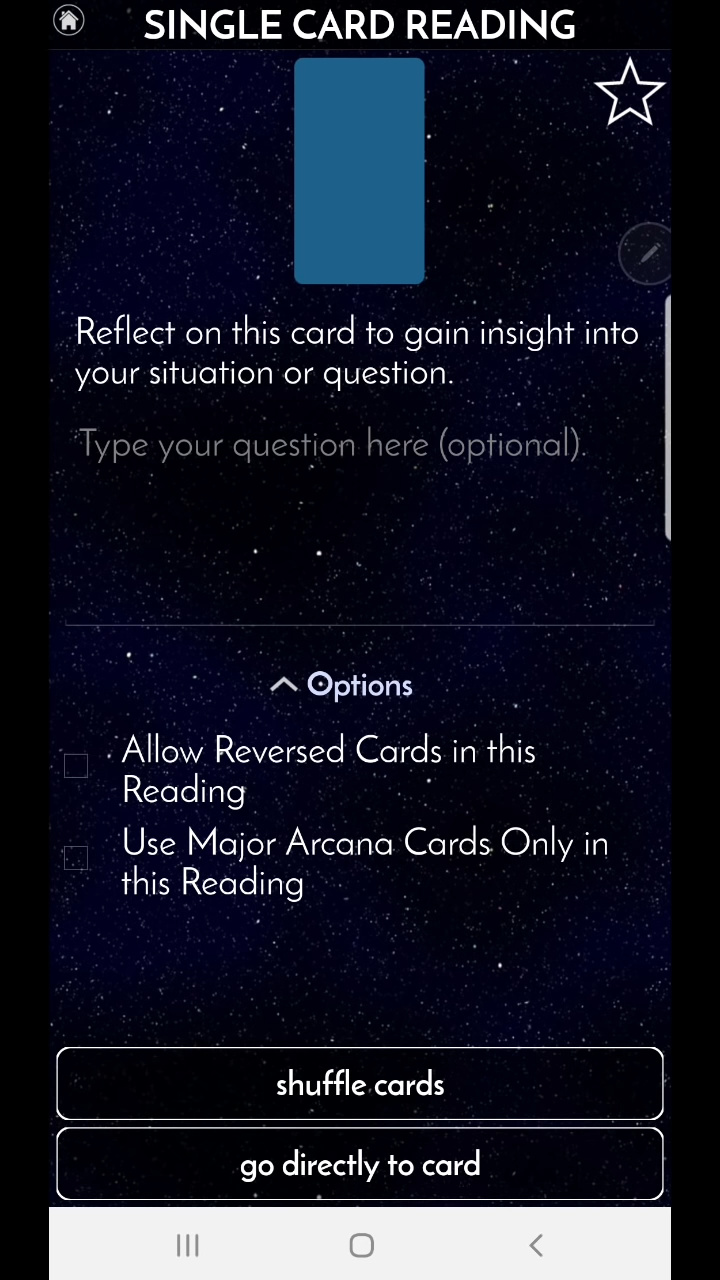 SINGLE CARD READING
Reflect on this card to gain insight into
your situation or question.
Type your question here (optional).
Options
Allow Reversed Cards in this
Reading
Use Major Arcana Cards Only in
this Reading
shuffle cards
go directly to card